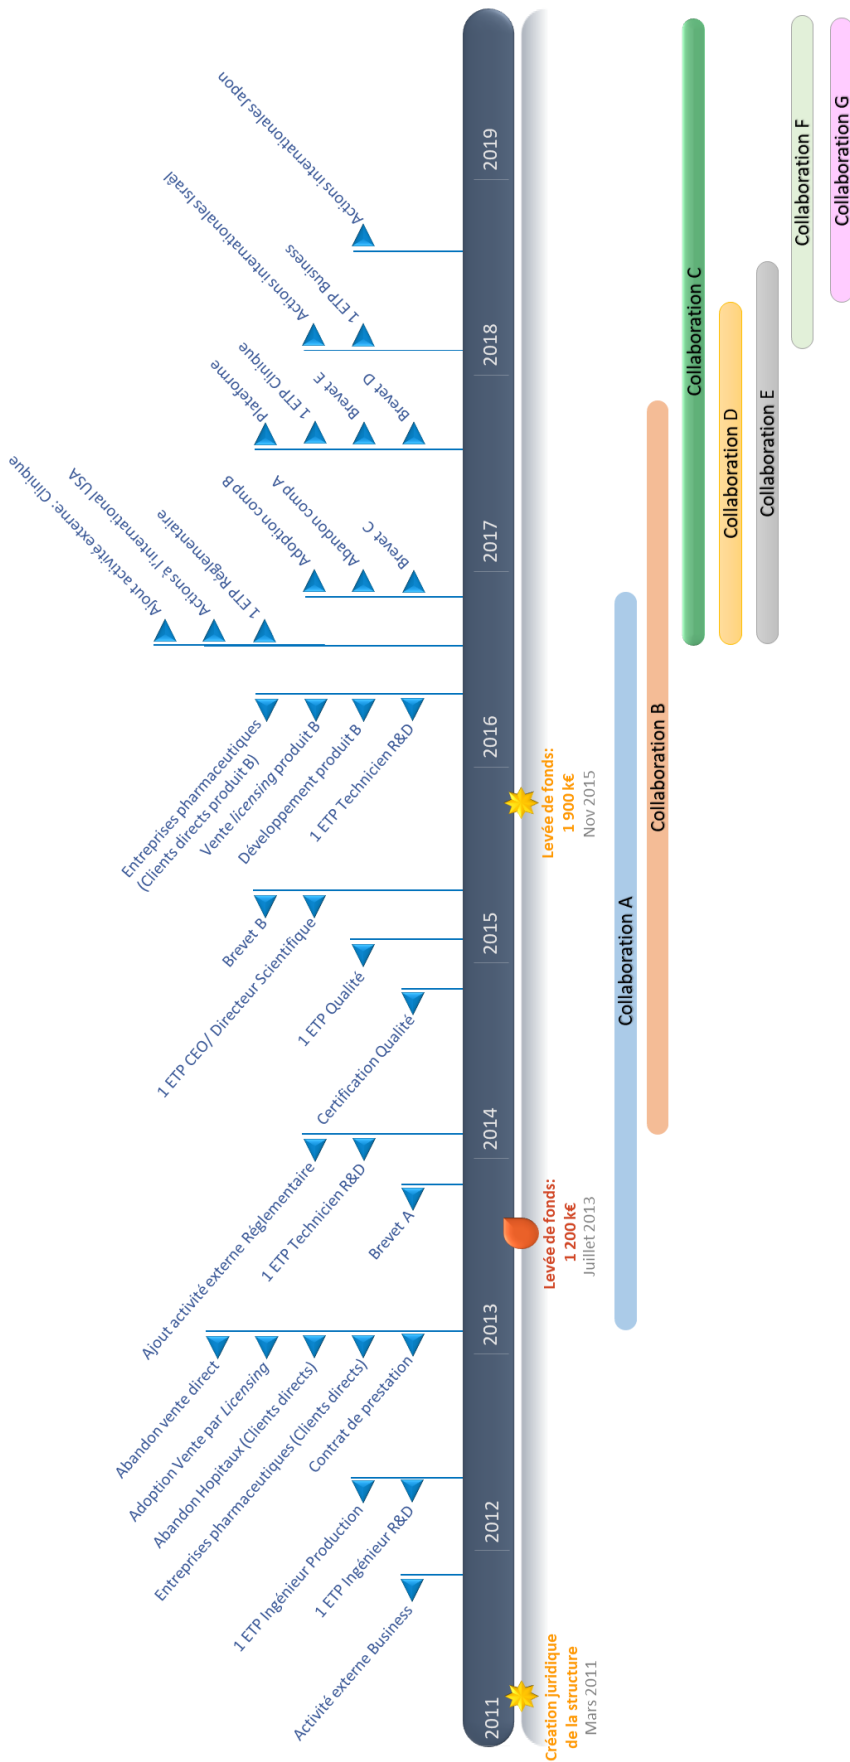 Activité externe Business
1 ETP Ingénieur Production
1 ETP Ingénieur R&D
Abandon vente direct
Adoption Vente par Licensing
Abandon Hopitaux (Clients directs)
Entreprises pharmaceutiques (Clients directs)
Contrat de prestation
Brevet A
Ajout activité externe Réglementaire
1 ETP Technicien R&D
Certification Qualité
1 ETP Qualité
Brevet B
1 ETP CEO/ Directeur Scientifique
Entreprises pharmaceutiques
(Clients directs produit B)
Vente licensing produit B
Développement produit B
1 ETP Technicien R&D
Ajout activité externe: Clinique
Actions à l'international USA
1 ETP Réglementaire
Adoption comp B
Abandon comp A
Brevet C
Plateforme
1 ETP Clinique
Brevet E
Brevet D
Actions internationales Israël
1 ETP Business
Actions internationales Japon
2011
2012
2013
2014
2015
2016
2017
2018
2019
Création juridique
de la structure
Mars 2011
Levée de fonds:
1 200 k€
Juillet 2013
Levée de fonds:
1 900 k€
Nov 2015
Collaboration A
Collaboration B
Collaboration C
Collaboration D
Collaboration E
Collaboration F
Collaboration G